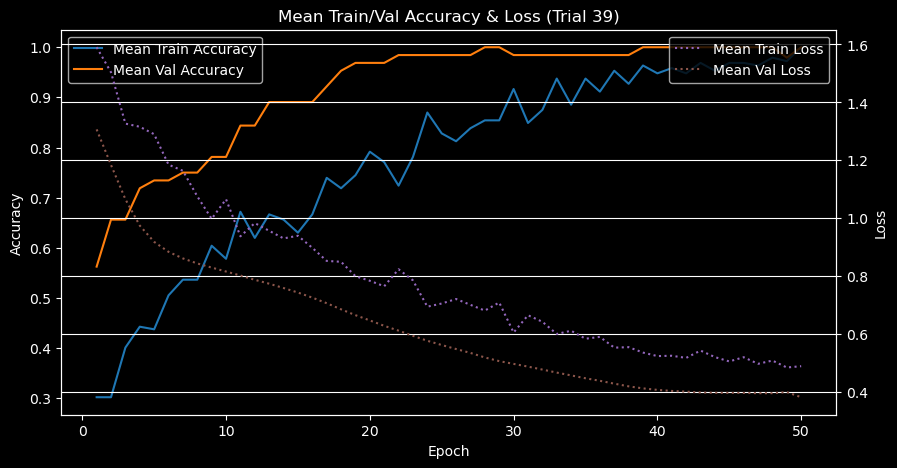 Mean Train/Val Accuracy & Loss (Trial 39)
Mean Train Accuracy
Mean Val Accuracy
Mean Train Loss
Mean Val Loss
1.0
0.9
0.8
0.7
0.6
0.5
0.4
0.3
Accuracy
1.6
1.4
1.2
1.0
0.8
0.6
0.4
Loss
0
10
20
30
40
50
Epoch